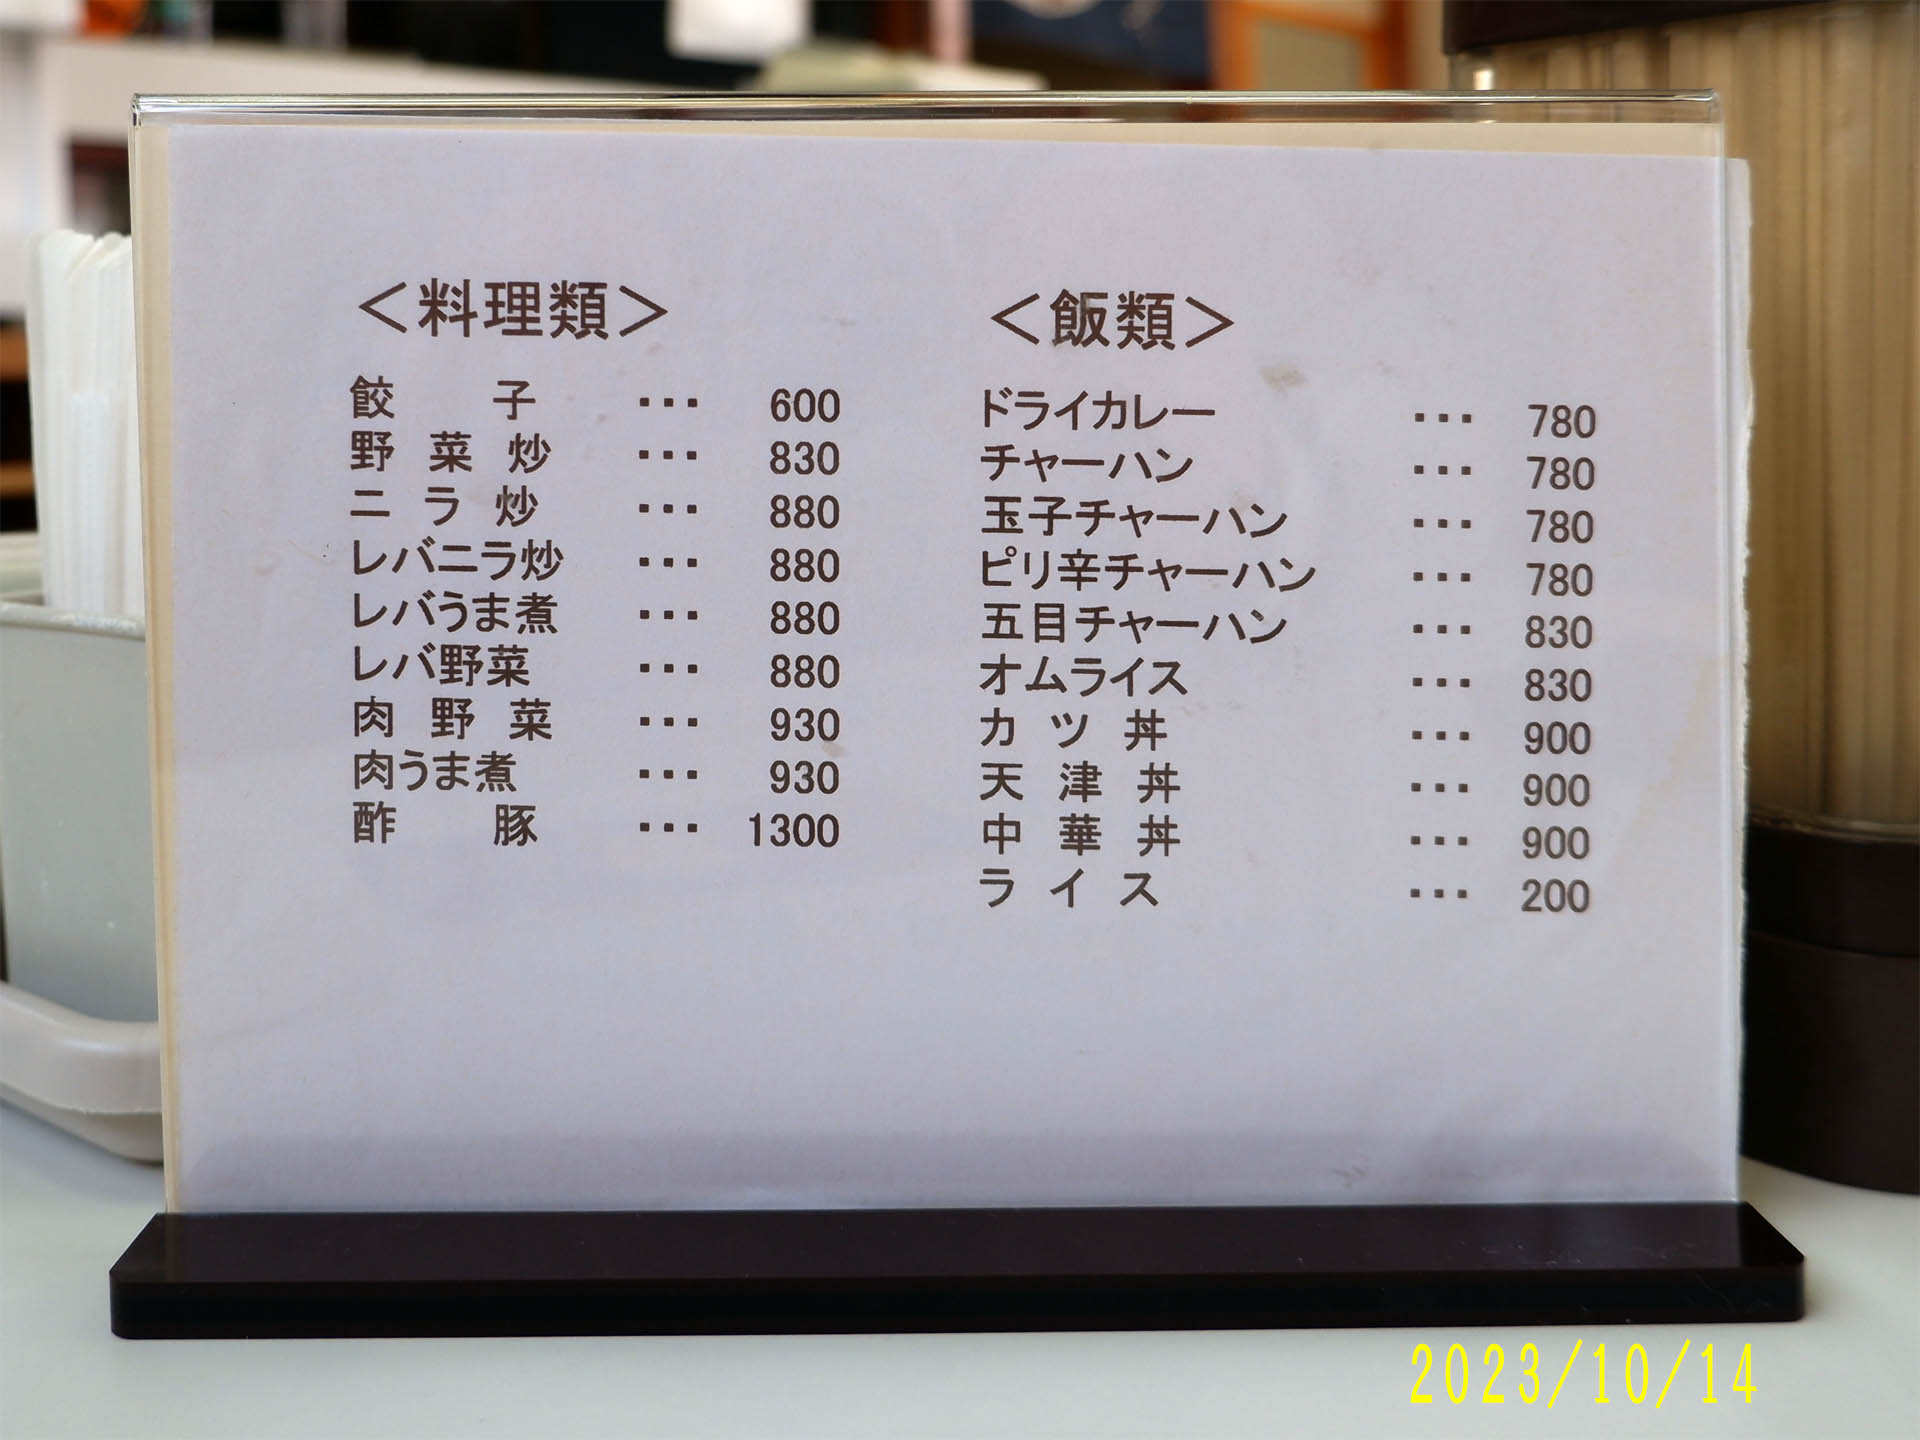 ＜料理類＞
餃子 ･･･ 600
野菜炒 ･･･ 830
ニラ炒 ･･･ 880
レバニラ炒 ･･･ 880
レバうま煮 ･･･ 880
レバ野菜 ･･･ 880
肉野菜 ･･･ 930
肉うま煮 ･･･ 930
酢豚 ･･･ 1300
＜飯類＞
ドライカレー ･･･ 780
チャーハン ･･･ 780
玉子チャーハン ･･･ 780
ピリ辛チャーハン ･･･ 780
五目チャーハン ･･･ 830
オムライス ･･･ 830
カツ丼 ･･･ 900
天津丼 ･･･ 900
中華丼 ･･･ 900
ライス ･･･ 200
2023/10/14